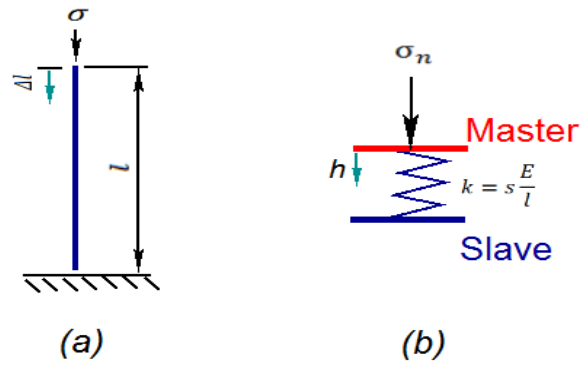 σ
Δl
l
(a)
σn
Master
h
k = s E/l
Slave
(b)